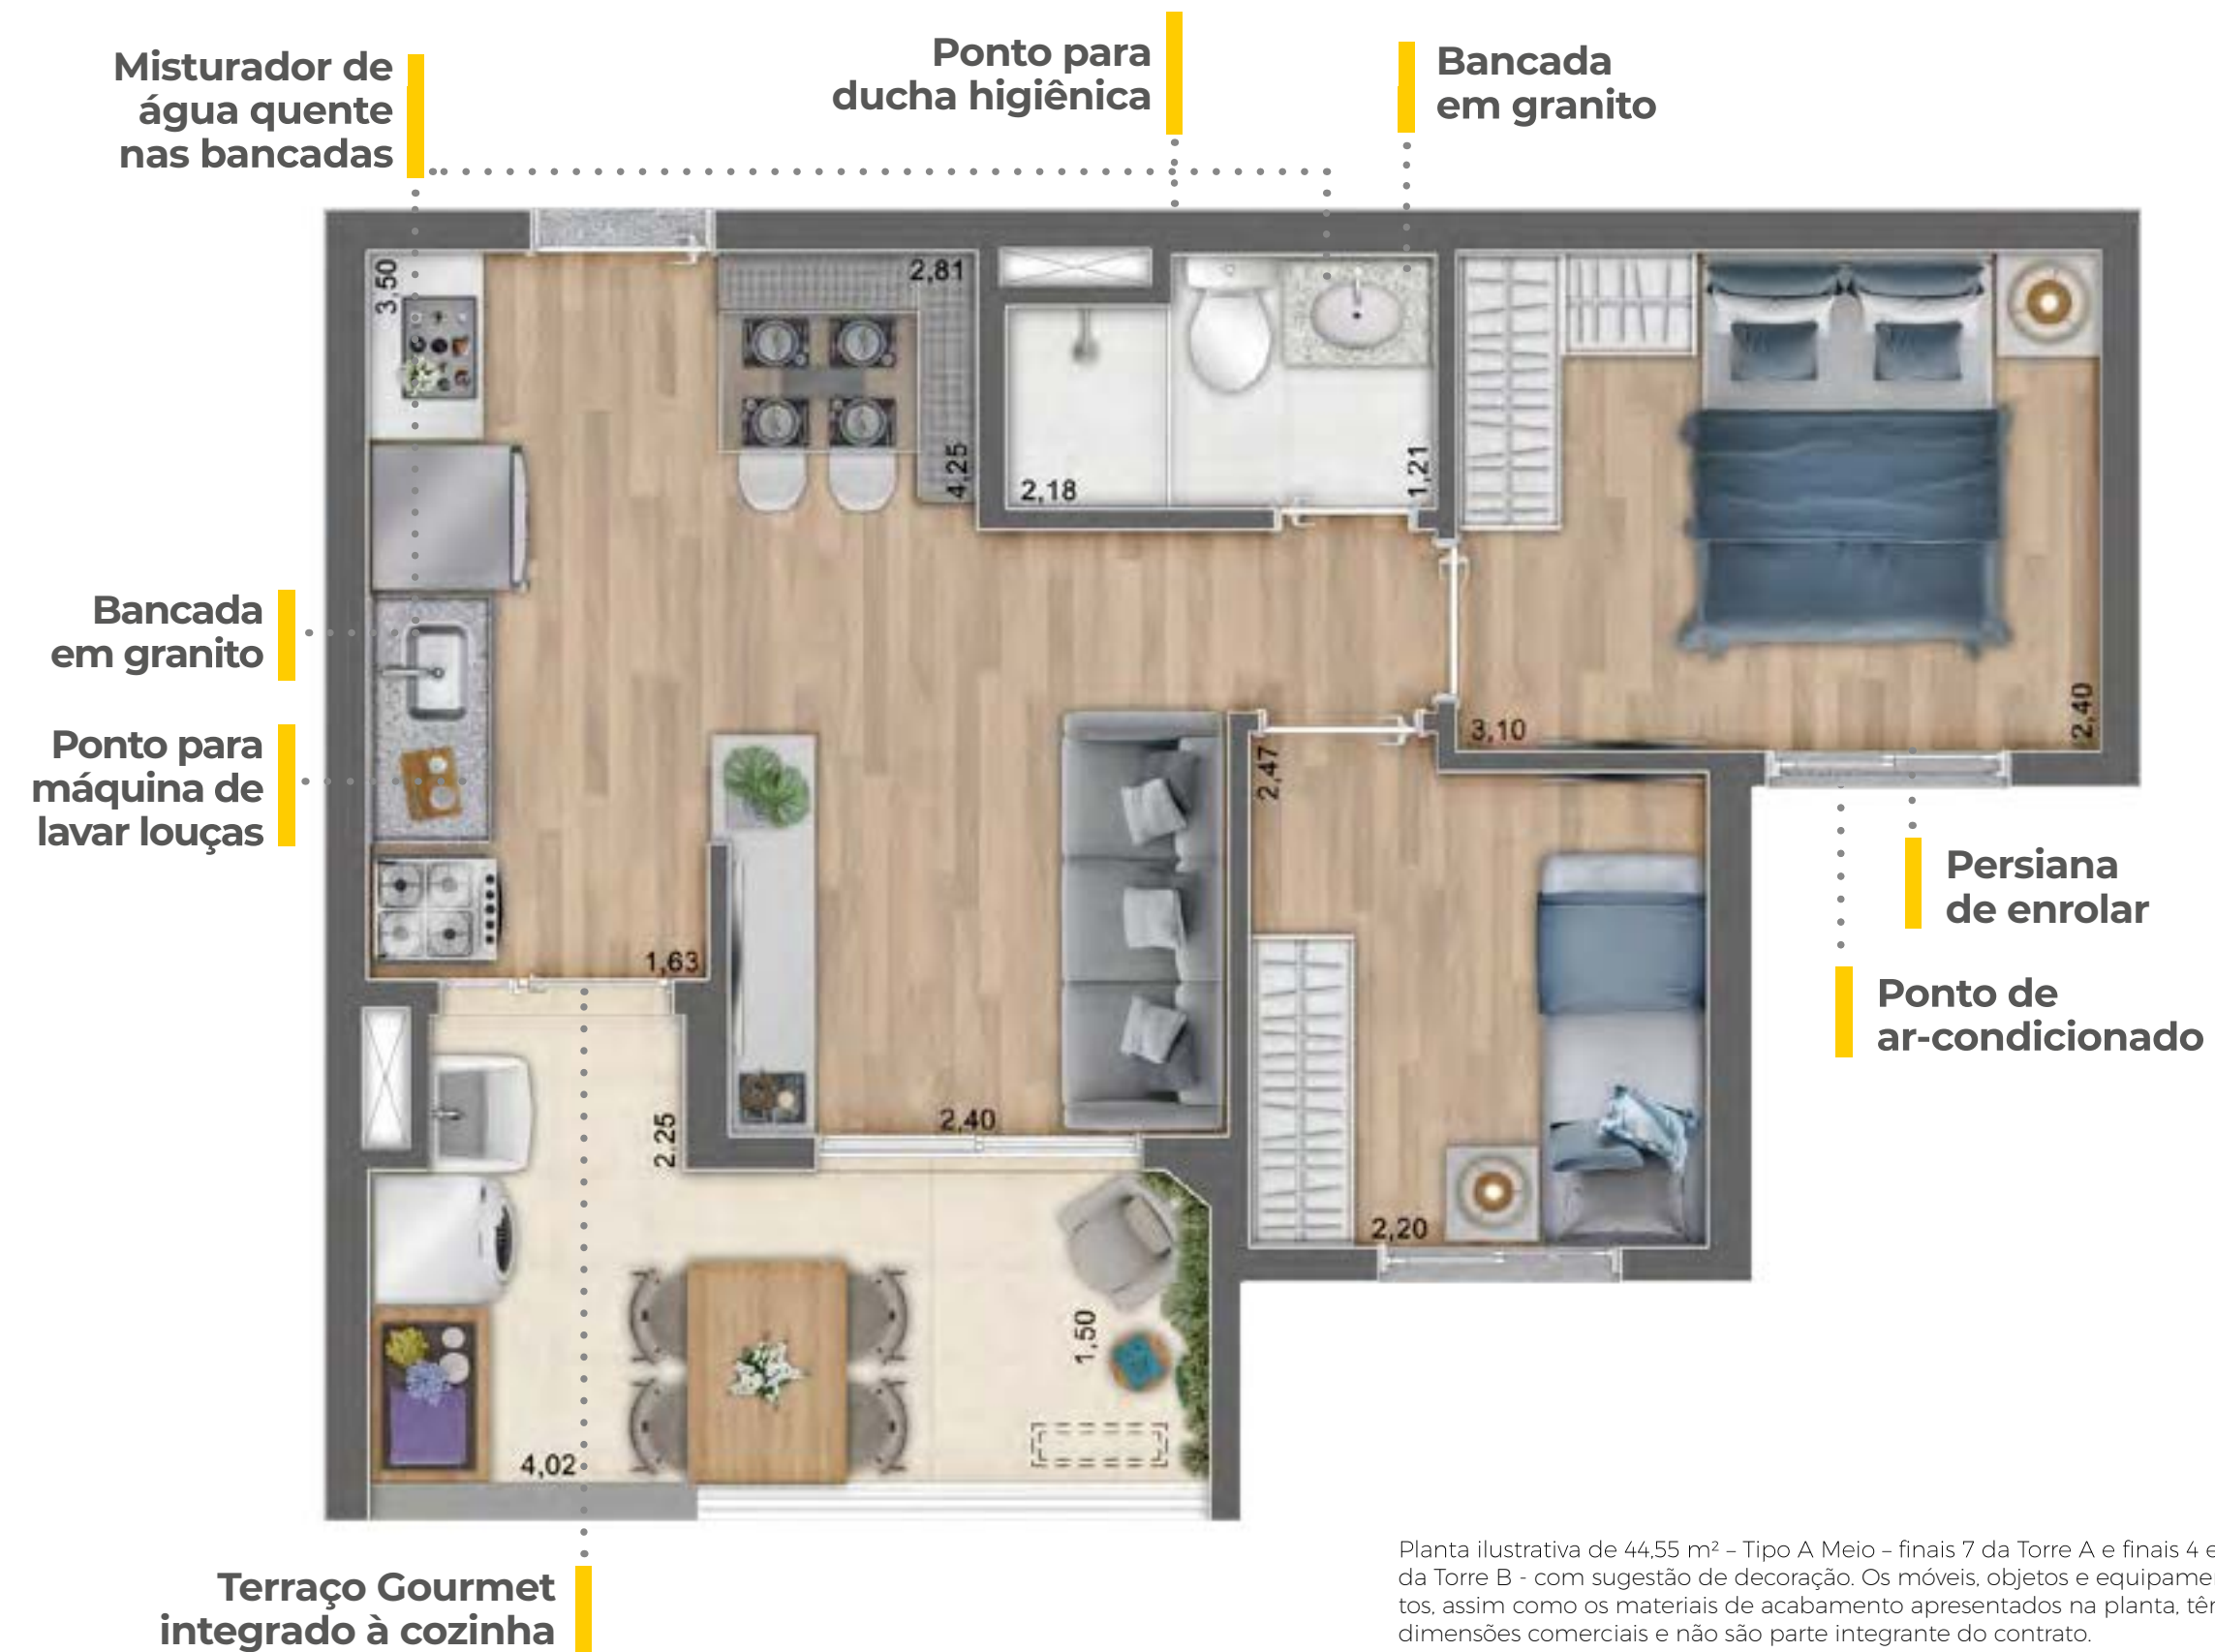 Misturador de
água quente
nas bancadas
Ponto para
ducha higiênica
Bancada
em granito
3,50
2,81
4,25
2,18
1,21
Bancada
em granito
Ponto para
máquina de
lavar louças
3,10
2,40
2,47
Persiana
de enrolar
Ponto de
ar-condicionado
1,63
2,25
2,40
2,20
1,50
4,02
Terraço Gourmet
integrado à cozinha
Planta ilustrativa de 44,55 m² – Tipo A Meio – finais 7 da Torre A e finais 4 e
da Torre B - com sugestão de decoração. Os móveis, objetos e equipamen
tos, assim como os materiais de acabamento apresentados na planta, têm
dimensões comerciais e não são parte integrante do contrato.